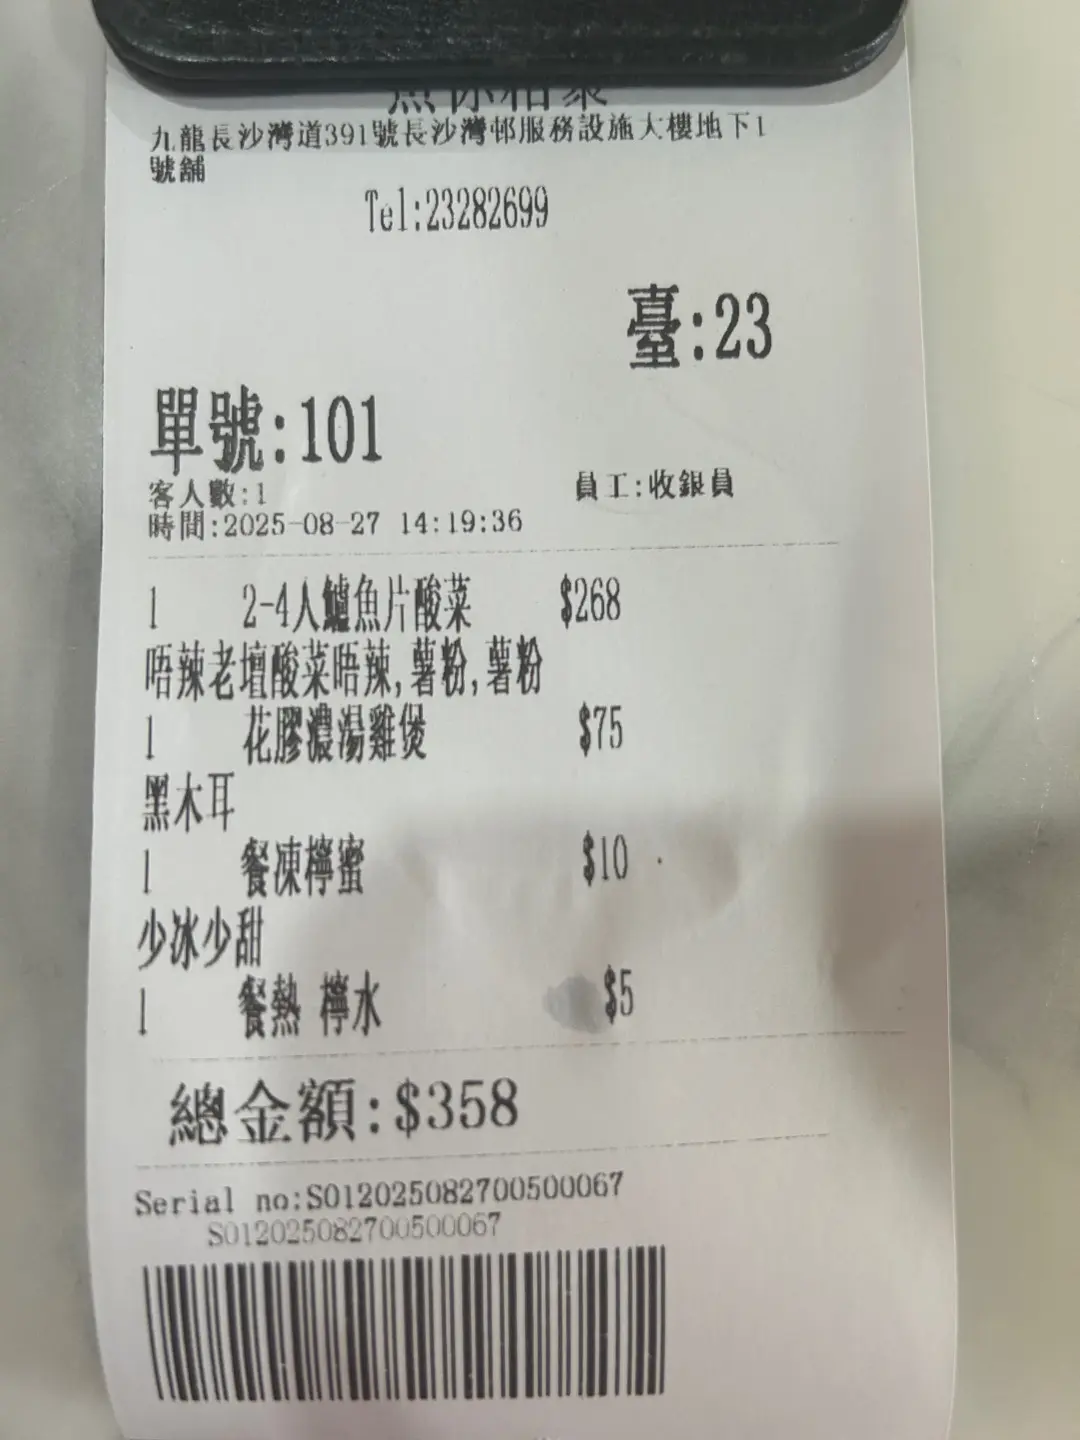 九龍長沙灣道391號長沙灣邨服務設施大樓地下1
號舖
Tel:23282699
臺:23
單號:101
客人數:1
員工:收銀員
時間:2025-08-27 14:19:36
1 2-4人鱸魚片酸菜 $268
唔辣老壇酸菜唔辣,薯粉,薯粉
1 花膠濃湯雞煲 $75
黑木耳
1 餐凍檸蜜 $10
少冰少甜
1 餐熱 檸水 $5
總金額:$358
Serial no:S012025082700500067
S012025082700500067